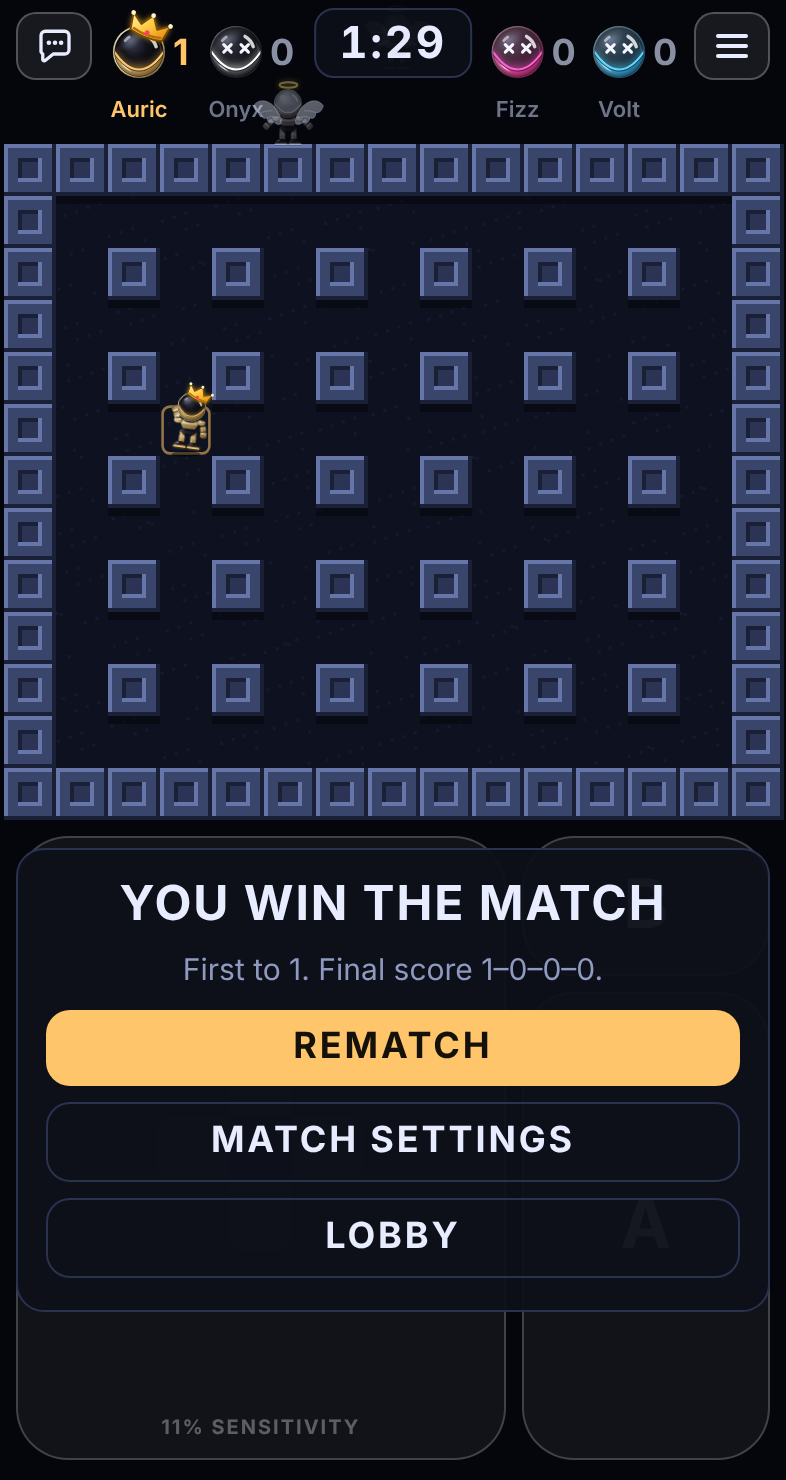 1
0
1:29
0
0
Auric
Onyx
Fizz
Volt
YOU WIN THE MATCH
First to 1. Final score 1–0–0–0.
REMATCH
MATCH SETTINGS
LOBBY
A
11% SENSITIVITY